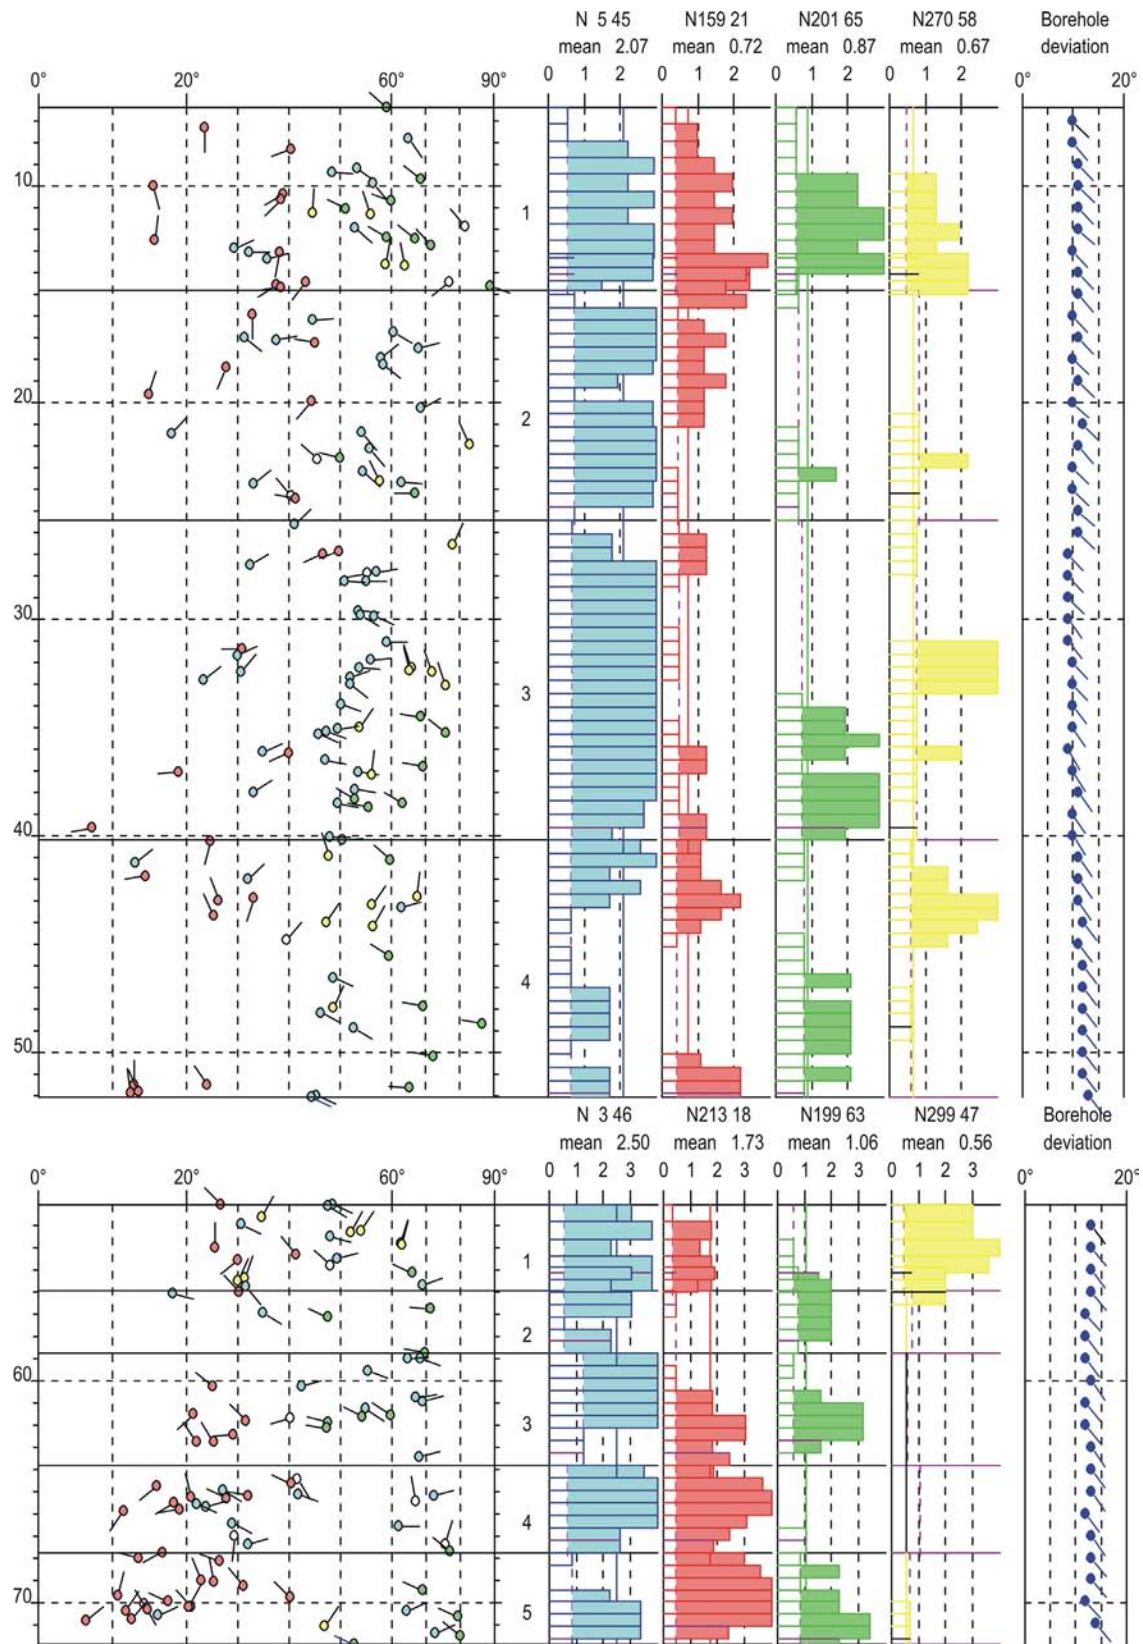 N 5 45 N159 21 N201 65 N270 58 Borehole
mean 2.07 mean 0.72 mean 0.87 mean 0.67 deviation
0 1 2 0 1 2 0 1 2 0 1 2
0° 20° 60° 90° 0° 20°
10
1
20
2
30
3
40
4
50
N 3 46 N213 18 N199 63 N299 47 Borehole
mean 2.50 mean 1.73 mean 1.06 mean 0.56 deviation
0° 20° 60° 90° 0 1 2 3 0 1 2 3 0 1 2 3 0 1 2 3 0° 20°
1
2
60
3
4
70
5